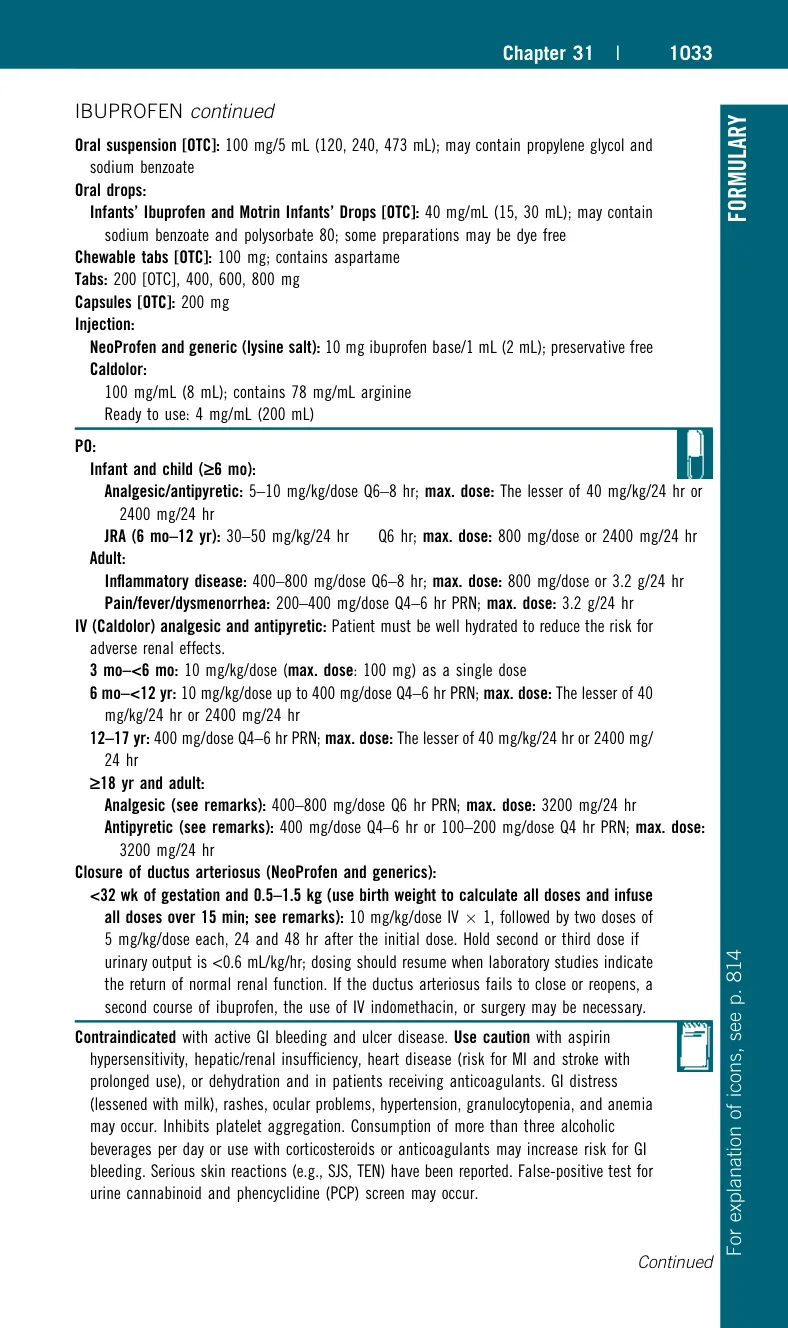 Chapter 31 | 1033
IBUPROFEN continued
Oral suspension [OTC]: 100 mg/5 mL (120, 240, 473 mL); may contain propylene glycol and
sodium benzoate
Oral drops:
Infants’ Ibuprofen and Motrin Infants’ Drops [OTC]: 40 mg/mL (15, 30 mL); may contain
sodium benzoate and polysorbate 80; some preparations may be dye free
Chewable tabs [OTC]: 100 mg; contains aspartame
Tabs: 200 [OTC], 400, 600, 800 mg
Capsules [OTC]: 200 mg
Injection:
NeoProfen and generic (lysine salt): 10 mg ibuprofen base/1 mL (2 mL); preservative free
Caldolor:
100 mg/mL (8 mL); contains 78 mg/mL arginine
Ready to use: 4 mg/mL (200 mL)
PO:
Infant and child (≥6 mo):
Analgesic/antipyretic: 5–10 mg/kg/dose Q6–8 hr; max. dose: The lesser of 40 mg/kg/24 hr or
2400 mg/24 hr
JRA (6 mo–12 yr): 30–50 mg/kg/24 hr Q6 hr; max. dose: 800 mg/dose or 2400 mg/24 hr
Adult:
Inflammatory disease: 400–800 mg/dose Q6–8 hr; max. dose: 800 mg/dose or 3.2 g/24 hr
Pain/fever/dysmenorrhea: 200–400 mg/dose Q4–6 hr PRN; max. dose: 3.2 g/24 hr
IV (Caldolor) analgesic and antipyretic: Patient must be well hydrated to reduce the risk for
adverse renal effects.
3 mo–<6 mo: 10 mg/kg/dose (max. dose: 100 mg) as a single dose
6 mo–<12 yr: 10 mg/kg/dose up to 400 mg/dose Q4–6 hr PRN; max. dose: The lesser of 40
mg/kg/24 hr or 2400 mg/24 hr
12–17 yr: 400 mg/dose Q4–6 hr PRN; max. dose: The lesser of 40 mg/kg/24 hr or 2400 mg/
24 hr
≥18 yr and adult:
Analgesic (see remarks): 400–800 mg/dose Q6 hr PRN; max. dose: 3200 mg/24 hr
Antipyretic (see remarks): 400 mg/dose Q4–6 hr or 100–200 mg/dose Q4 hr PRN; max. dose:
3200 mg/24 hr
Closure of ductus arteriosus (NeoProfen and generics):
<32 wk of gestation and 0.5–1.5 kg (use birth weight to calculate all doses and infuse
all doses over 15 min; see remarks): 10 mg/kg/dose IV × 1, followed by two doses of
5 mg/kg/dose each, 24 and 48 hr after the initial dose. Hold second or third dose if
urinary output is <0.6 mL/kg/hr; dosing should resume when laboratory studies indicate
the return of normal renal function. If the ductus arteriosus fails to close or reopens, a
second course of ibuprofen, the use of IV indomethacin, or surgery may be necessary.
Contraindicated with active GI bleeding and ulcer disease. Use caution with aspirin
hypersensitivity, hepatic/renal insufficiency, heart disease (risk for MI and stroke with
prolonged use), or dehydration and in patients receiving anticoagulants. GI distress
(lessened with milk), rashes, ocular problems, hypertension, granulocytopenia, and anemia
may occur. Inhibits platelet aggregation. Consumption of more than three alcoholic
beverages per day or use with corticosteroids or anticoagulants may increase risk for GI
bleeding. Serious skin reactions (e.g., SJS, TEN) have been reported. False-positive test for
urine cannabinoid and phencyclidine (PCP) screen may occur.
Continued
FORMULARY
For explanation of icons, see p. 814